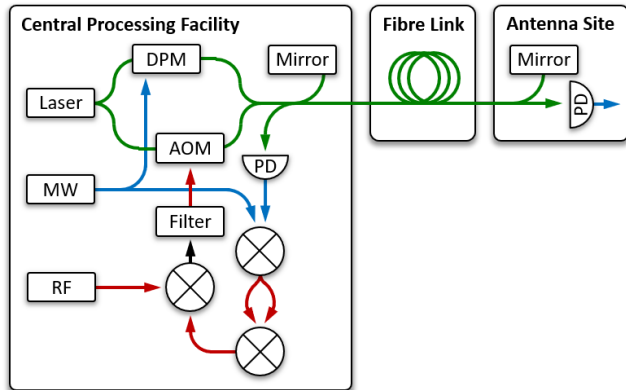 Central Processing Facility
Fibre Link
Antenna Site
DPM
Mirror
Mirror
Laser
AOM
PD
PD
MW
Filter
RF